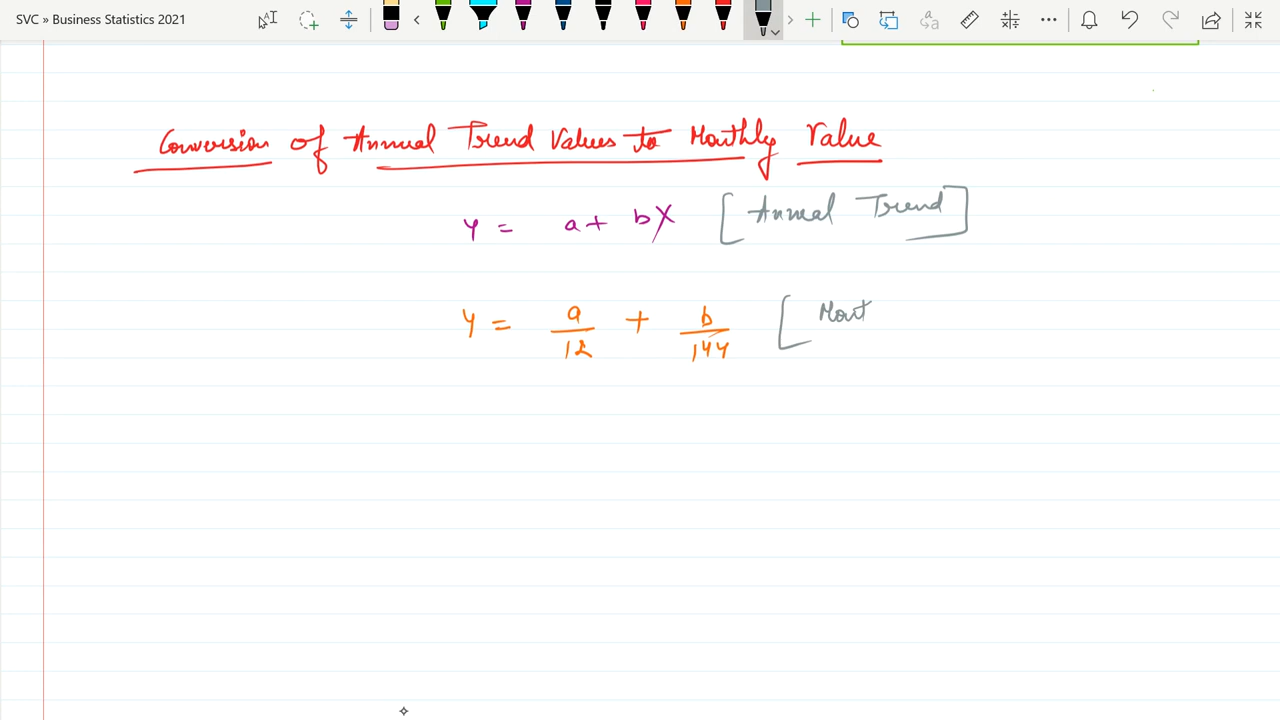 SVC » Business Statistics 2021
Conversion of Annual Trend Values to Monthly Value
Y = a + bX [Annual Trend]
Y = a/12 + b/144 [Mont